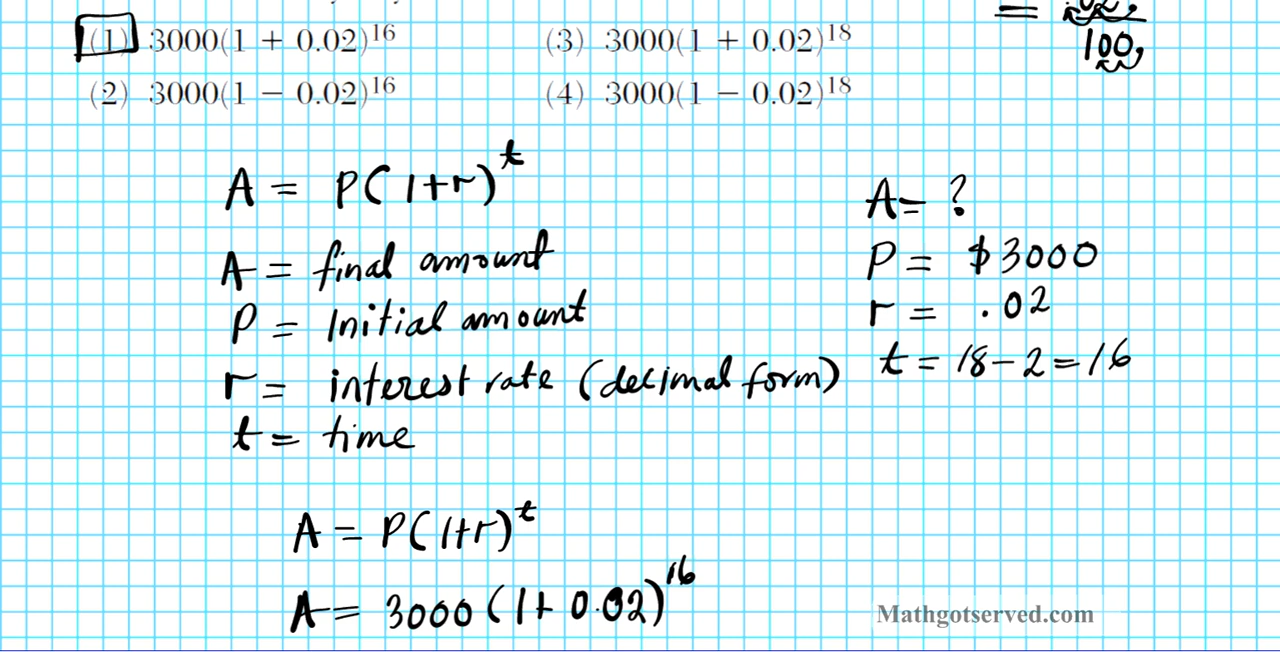 (1) 3000(1 + 0.02)^16 (3) 3000(1 + 0.02)^18
(2) 3000(1 − 0.02)^16 (4) 3000(1 − 0.02)^18
=
100
A = P(1+r)^t
A = final amount
P = Initial amount
r = interest rate (decimal form)
t = time
A = ?
P = $3000
r = .02
t = 18 − 2 = 16
A = P(1+r)^t
A = 3000(1 + 0.02)^16
Mathgotserved.com